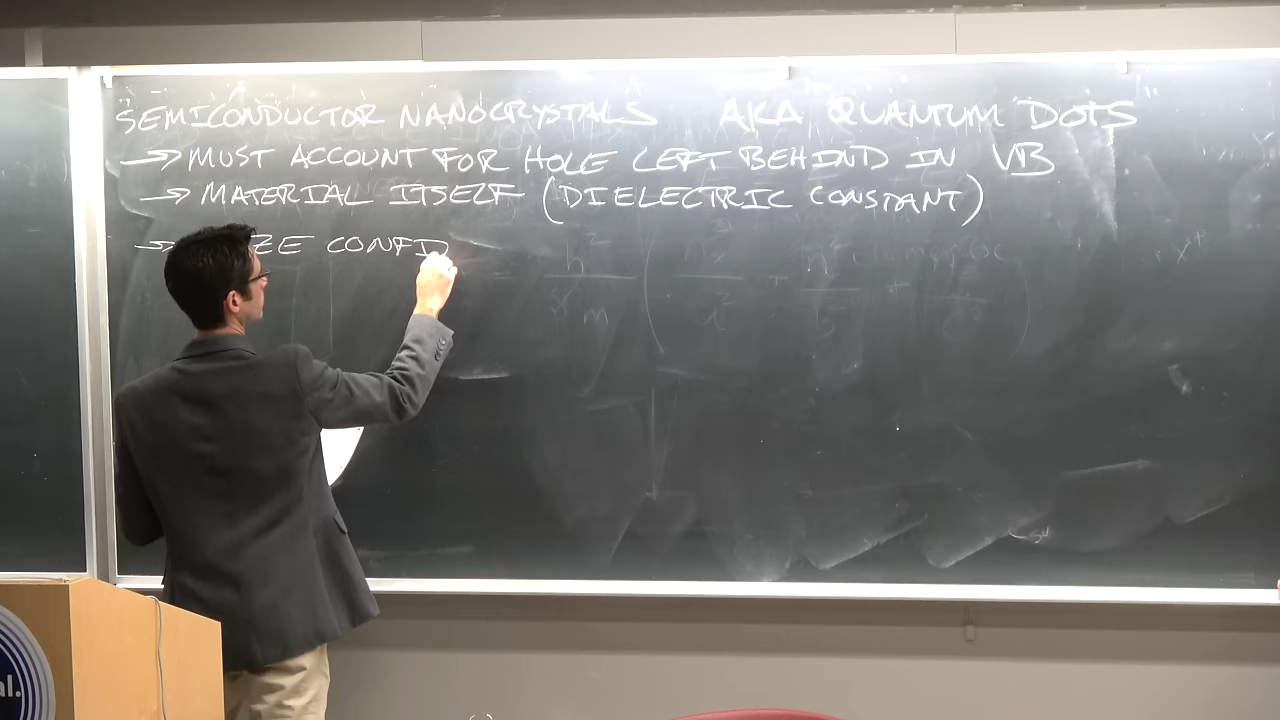 SEMICONDUCTOR NANOCRYSTALS AKA "QUANTUM DOTS"
→ MUST ACCOUNT FOR HOLE LEFT BEHIND IN VB
→ MATERIAL ITSELF (DIELECTRIC CONSTANT)
→ ZE CONFI
al.